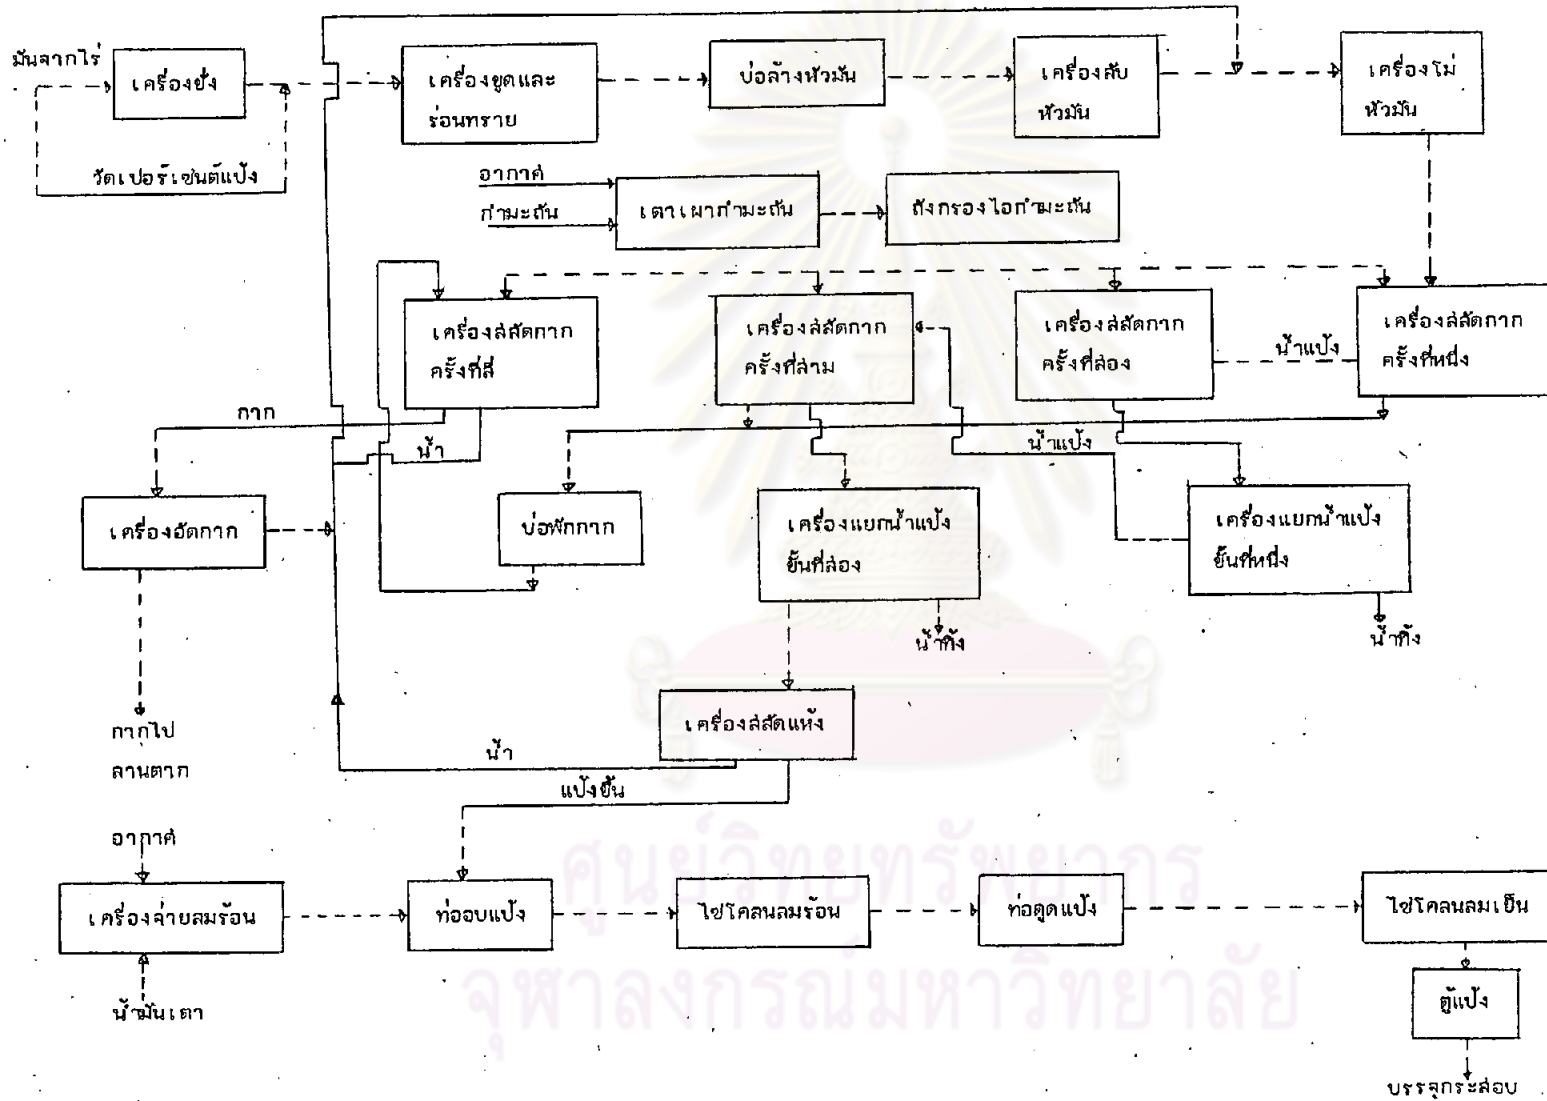 มันจากไร่
เครื่องชั่ง
เครื่องขูดและ
ร่อนทราย
บ่อล้างหัวมัน
เครื่องสับ
หัวมัน
เครื่องโม่
หัวมัน
วัดเปอร์เซนต์แป้ง
อากาศ
กำมะถัน
เตาเผากำมะถัน
ถังกรองไอกำมะถัน
เครื่องสลัดกาก
ครั้งที่สี่
เครื่องสลัดกาก
ครั้งที่สาม
เครื่องสลัดกาก
ครั้งที่สอง
น้ำแป้ง
เครื่องสลัดกาก
ครั้งที่หนึ่ง
กาก
น้ำ
น้ำแป้ง
เครื่องอัดกาก
บ่อพักกาก
เครื่องแยกน้ำแป้ง
ขั้นที่สอง
เครื่องแยกน้ำแป้ง
ขั้นที่หนึ่ง
น้ำทิ้ง
น้ำทิ้ง
กากไป
ลานตาก
เครื่องสลัดแห้ง
น้ำ
แป้งชื้น
อากาศ
เครื่องจ่ายลมร้อน
ท่ออบแป้ง
ไซโคลนลมร้อน
ท่อดูดแป้ง
ไซโคลนลมเย็น
น้ำมันเตา
ตู้แป้ง
บรรจุกระสอบ
ศูนย์วิทยทรัพยากร
จุฬาลงกรณ์มหาวิทยาลัย